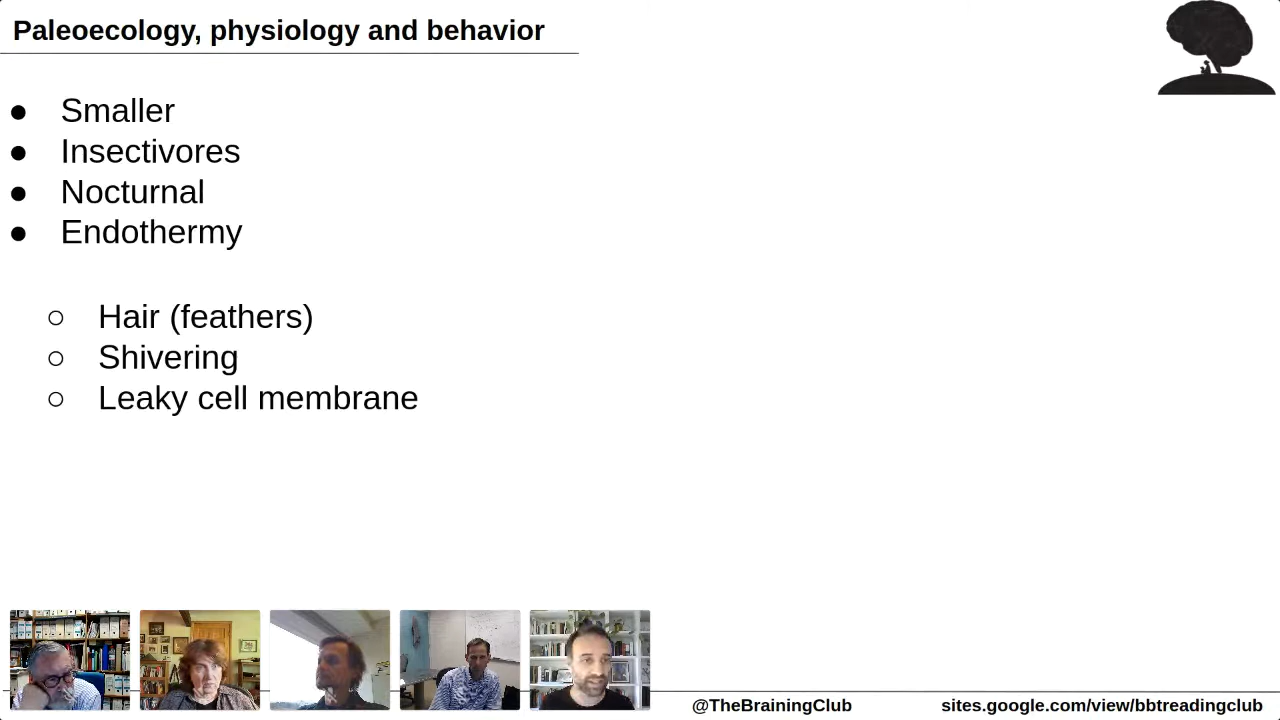 Paleoecology, physiology and behavior
● Smaller
● Insectivores
● Nocturnal
● Endothermy
○ Hair (feathers)
○ Shivering
○ Leaky cell membrane
@TheBrainingClub
sites.google.com/view/bbtreadingclub